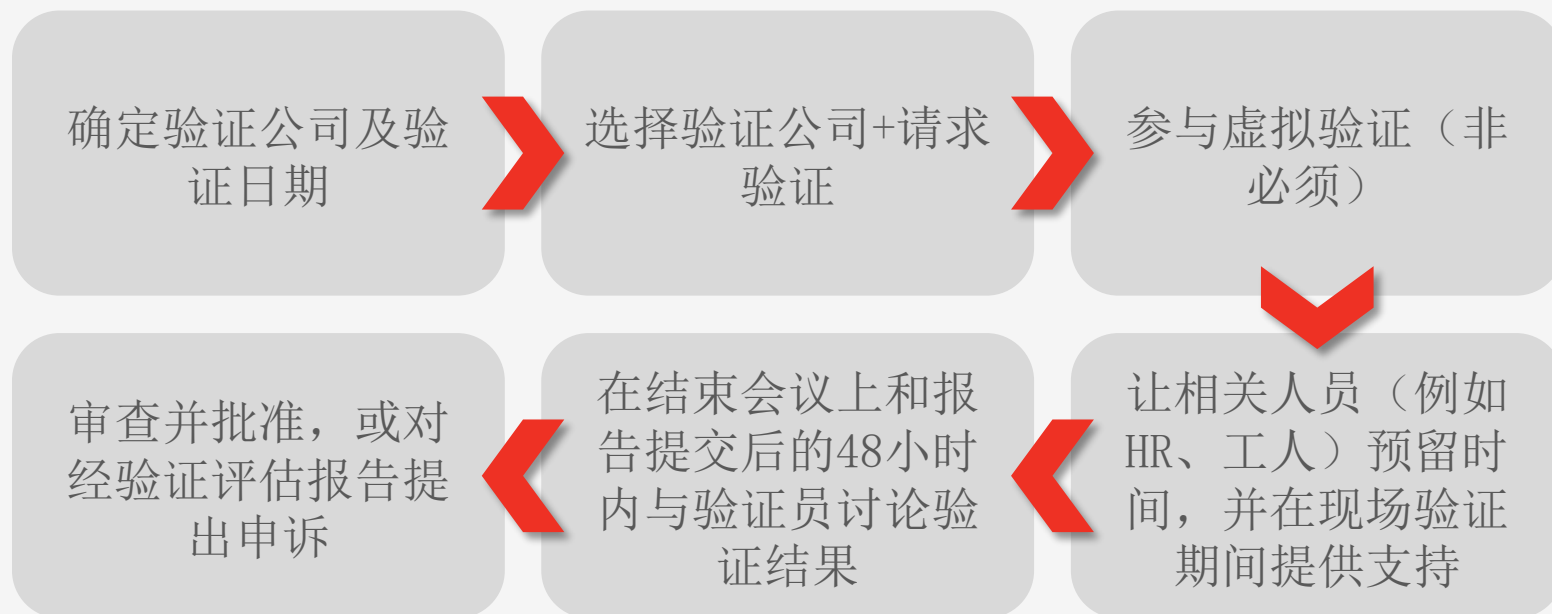 确定验证公司及验
证日期
选择验证公司+请求
验证
参与虚拟验证（非
必须）
让相关人员（例如
HR、工人）预留时
间，并在现场验证
期间提供支持
在结束会议上和报
告提交后的48小时
内与验证员讨论验
证结果
审查并批准，或对
经验证评估报告提
出申诉